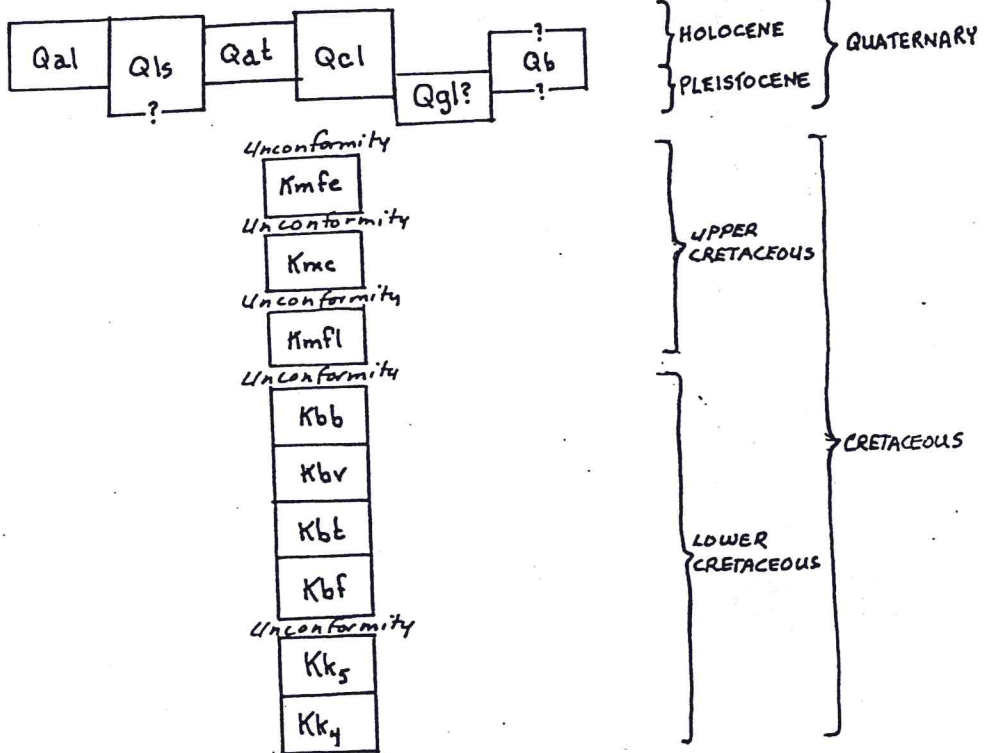 Qal
Qls
?
Qat
Qcl
Qgl?
?
Qb
?
HOLOCENE
PLEISTOCENE
QUATERNARY
Unconformity
Kmfe
Unconformity
Kmc
Unconformity
Kmfl
Unconformity
Kbb
Kbv
Kbt
Kbf
Unconformity
Kk5
Kk4
UPPER
CRETACEOUS
LOWER
CRETACEOUS
CRETACEOUS